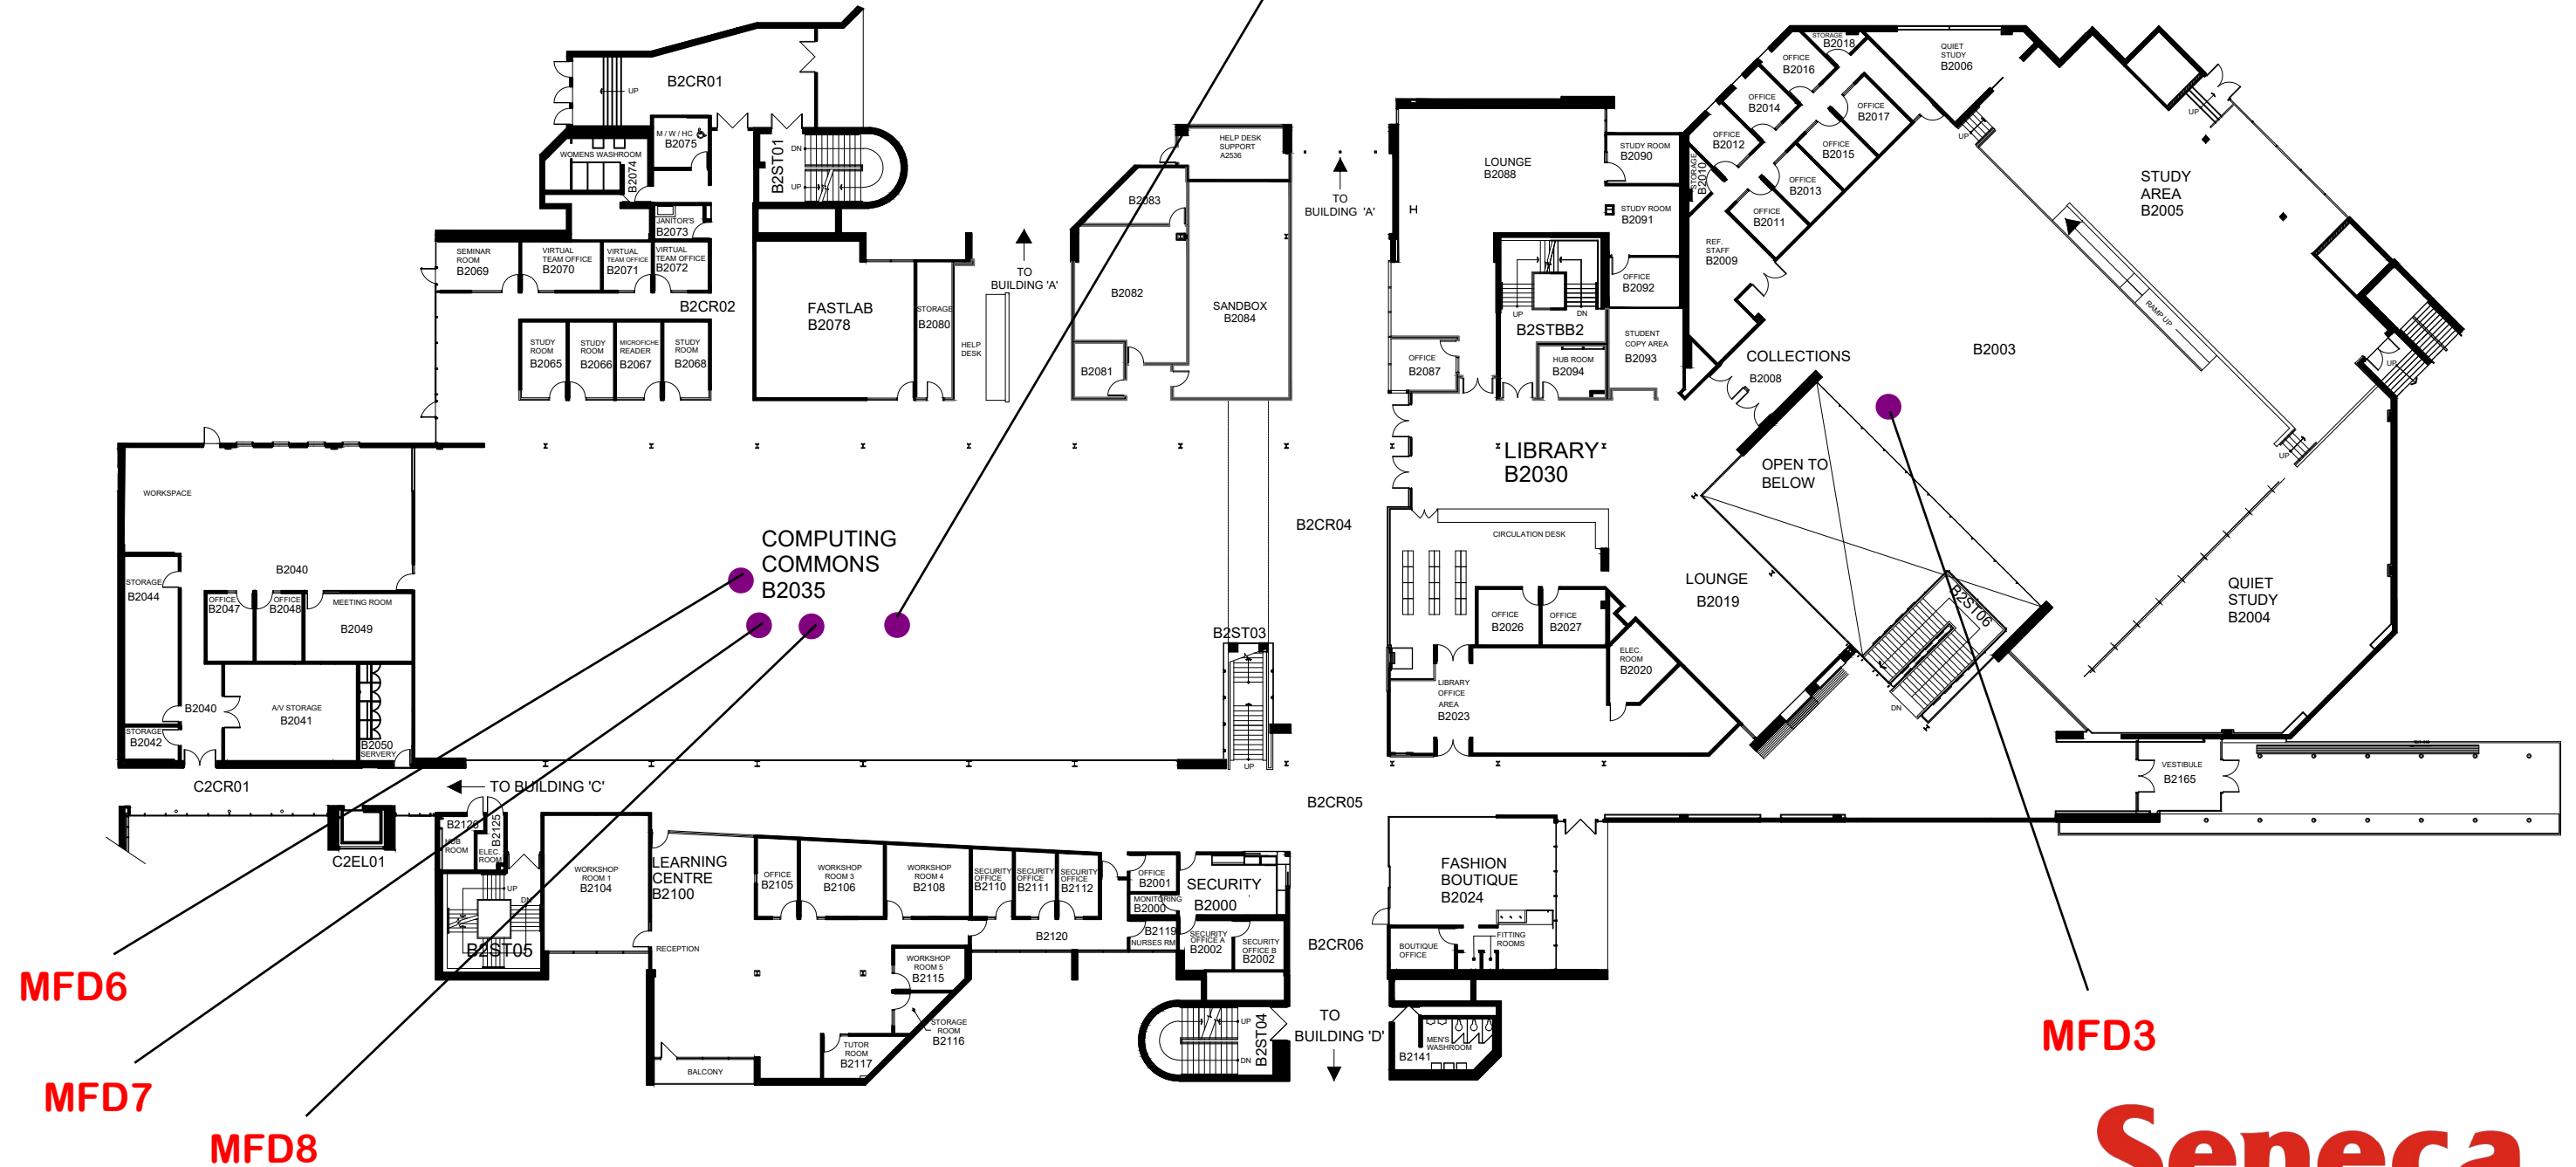 B2CR01
UP
M / W / HC
B2075
WOMENS WASHROOM
B2074
B2ST01
DN
UP
JANITOR'S
B2073
SEMINAR
ROOM
B2069
VIRTUAL
TEAM OFFICE
B2070
VIRTUAL
TEAM OFFICE
B2071
VIRTUAL
TEAM OFFICE
B2072
B2CR02
STUDY
ROOM
B2065
STUDY
ROOM
B2066
MICROFICHE
READER
B2067
STUDY
ROOM
B2068
FASTLAB
B2078
STORAGE
B2080
HELP
DESK
TO
BUILDING 'A'
HELP DESK
SUPPORT
A2536
B2083
B2082
B2081
SANDBOX
B2084
TO
BUILDING 'A'
LOUNGE
B2088
STUDY ROOM
B2090
STUDY ROOM
B2091
OFFICE
B2092
UP
DN
B2STBB2
STUDENT
COPY AREA
B2093
HUB ROOM
B2094
OFFICE
B2087
STORAGE
B2018
OFFICE
B2016
OFFICE
B2014
OFFICE
B2012
STORAGE
B2010
OFFICE
B2017
OFFICE
B2015
OFFICE
B2013
OFFICE
B2011
REF.
STAFF
B2009
QUIET
STUDY
B2006
UP
UP
STUDY
AREA
B2005
RAMP UP
B2003
UP
UP
COLLECTIONS
B2008
LIBRARY
B2030
OPEN TO
BELOW
CIRCULATION DESK
LOUNGE
B2019
B2ST06
DN
QUIET
STUDY
B2004
OFFICE
B2026
OFFICE
B2027
ELEC.
ROOM
B2020
LIBRARY
OFFICE
AREA
B2023
VESTIBULE
B2165
WORKSPACE
B2040
STORAGE
B2044
OFFICE
B2047
OFFICE
B2048
MEETING ROOM
B2049
B2040
A/V STORAGE
B2041
STORAGE
B2042
B2050
SERVERY
COMPUTING
COMMONS
B2035
B2CR04
B2ST03
UP
C2CR01
TO BUILDING 'C'
C2EL01
HUB
ROOM
B2125
ELEC.
ROOM
UP
DN
B2ST05
WORKSHOP
ROOM 1
B2104
LEARNING
CENTRE
B2100
RECEPTION
OFFICE
B2105
WORKSHOP
ROOM 3
B2106
WORKSHOP
ROOM 4
B2108
SECURITY
OFFICE
B2110
SECURITY
OFFICE
B2111
SECURITY
OFFICE
B2112
B2120
OFFICE
B2001
MONITORING
B2000
B2119
NURSES RM
SECURITY
B2000
SECURITY
OFFICE A
B2002
SECURITY
OFFICE B
B2002
WORKSHOP
ROOM 5
B2115
STORAGE
ROOM
B2116
TUTOR
ROOM
B2117
BALCONY
B2CR05
B2CR06
UP
DN
B2ST04
TO
BUILDING 'D'
FASHION
BOUTIQUE
B2024
BOUTIQUE
OFFICE
FITTING
ROOMS
MEN'S
WASHROOM
B2141
MFD6
MFD7
MFD8
MFD3
Seneca